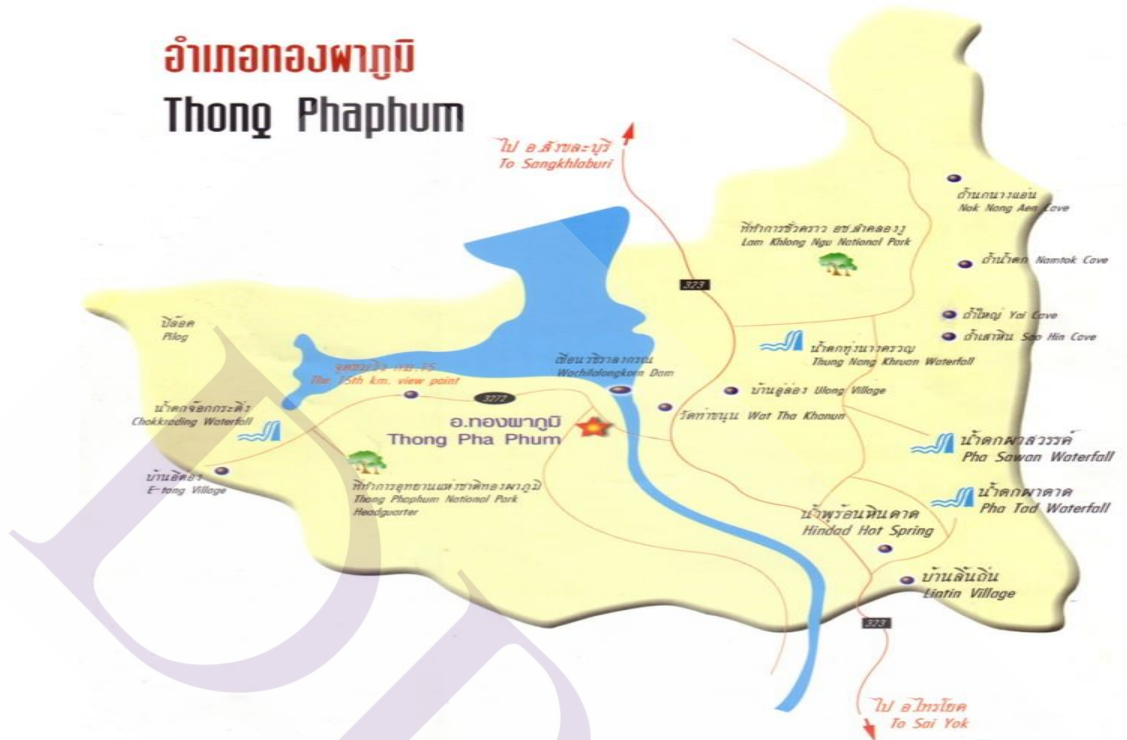 อำเภอทองผาภูมิ
Thong Phaphum
ไป อ.สังขละบุรี
To Sangkhlaburi
ถ้ำนกนางแอ่น
Nok Nang Aen Cave
ที่ทำการชั่วคราว อช.ลำคลองงู
Lam Khlong Ngu National Park
ถ้ำน้ำตก Namtok Cave
323
ถ้ำใหญ่ Yai Cave
ถ้ำเสาหิน Sao Hin Cave
ปิล๊อค
Pilog
น้ำตกทุ่งนางครวญ
Thung Nang Khruan Waterfall
จุดชมวิว กม.15
The 15th km. view point
เขื่อนวชิราลงกรณ
Wachilalongkorn Dam
บ้านอู่ล่อง Ulong Village
3272
น้ำตกจ๊อกกระดิ่ง
Chokkrading Waterfall
วัดท่าขนุน Wat Tha Khanun
อ.ทองผาภูมิ
Thong Pha Phum
น้ำตกผาสวรรค์
Pha Sawan Waterfall
บ้านอีต่อง
E-tong Village
ที่ทำการอุทยานแห่งชาติทองผาภูมิ
Thong Phaphum National Park
Headguarter
น้ำตกผาตาด
Pha Tad Waterfall
น้ำพุร้อนหินดาด
Hindad Hot Spring
บ้านลิ้นถิ่น
Lintin Village
323
ไป อ.ไทรโยค
To Sai Yok